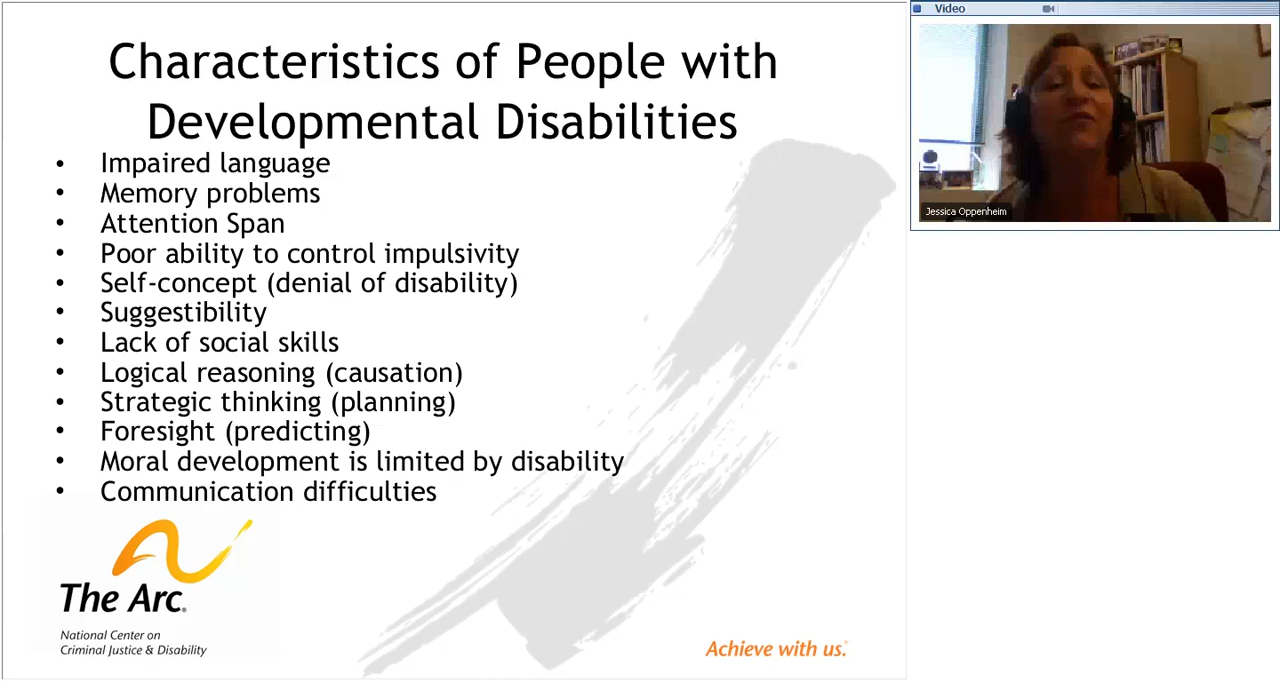 Characteristics of People with
Developmental Disabilities
• Impaired language
• Memory problems
• Attention Span
• Poor ability to control impulsivity
• Self-concept (denial of disability)
• Suggestibility
• Lack of social skills
• Logical reasoning (causation)
• Strategic thinking (planning)
• Foresight (predicting)
• Moral development is limited by disability
• Communication difficulties
The Arc®
National Center on
Criminal Justice & Disability
Achieve with us.®
Video
Jessica Oppenheim